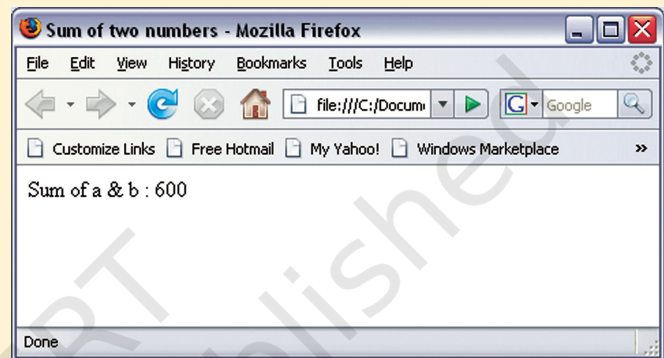 Sum of two numbers - Mozilla Firefox
File Edit View History Bookmarks Tools Help
file:///C:/Docum G Google
Customize Links Free Hotmail My Yahoo! Windows Marketplace »
Sum of a & b : 600
Done